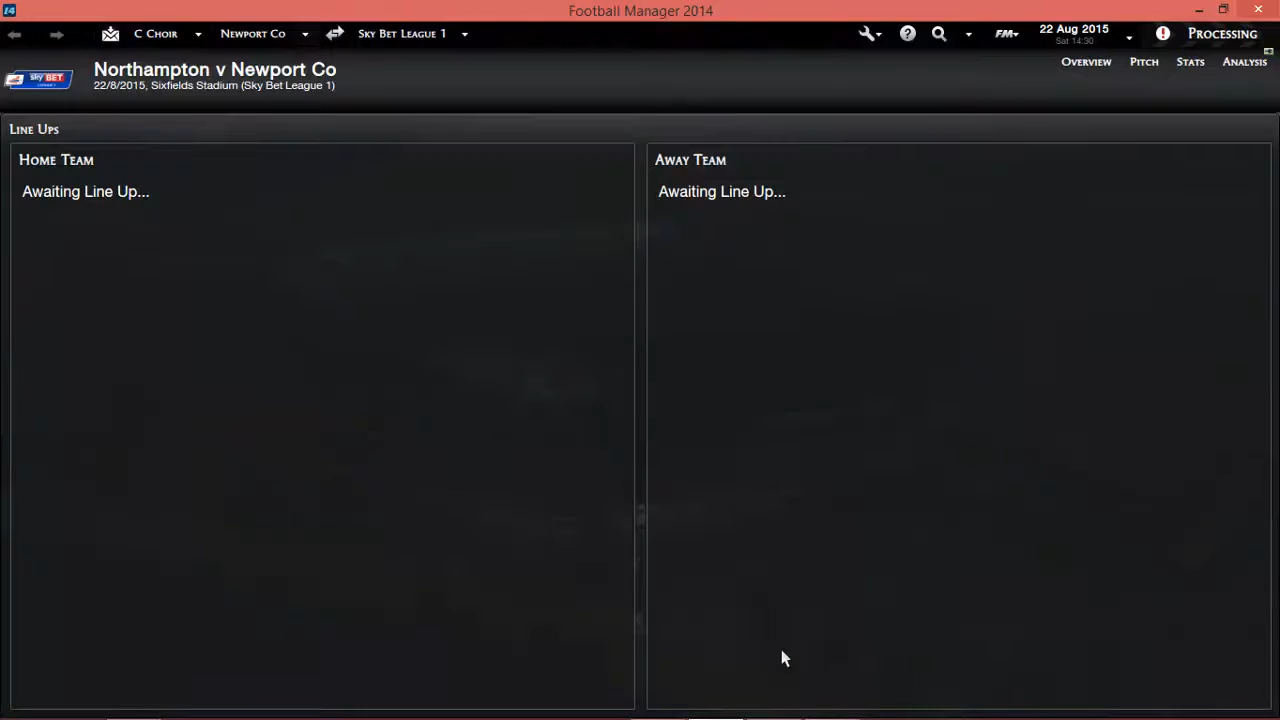 Football Manager 2014
C Choir Newport Co Sky Bet League 1 FM 22 Aug 2015 Processing
Sat 14:30
sky BET
Northampton v Newport Co
22/8/2015, Sixfields Stadium (Sky Bet League 1)
Overview Pitch Stats Analysis
Line Ups
Home Team Away Team
Awaiting Line Up... Awaiting Line Up...